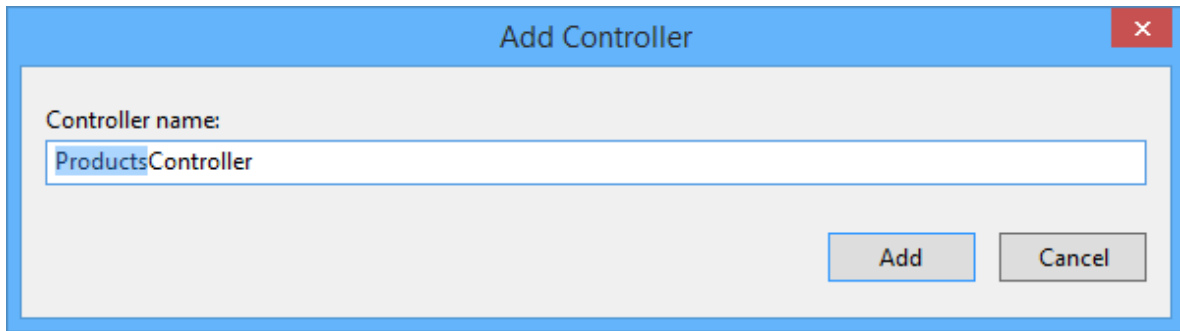 Add Controller
Controller name:
ProductsController
Add Cancel